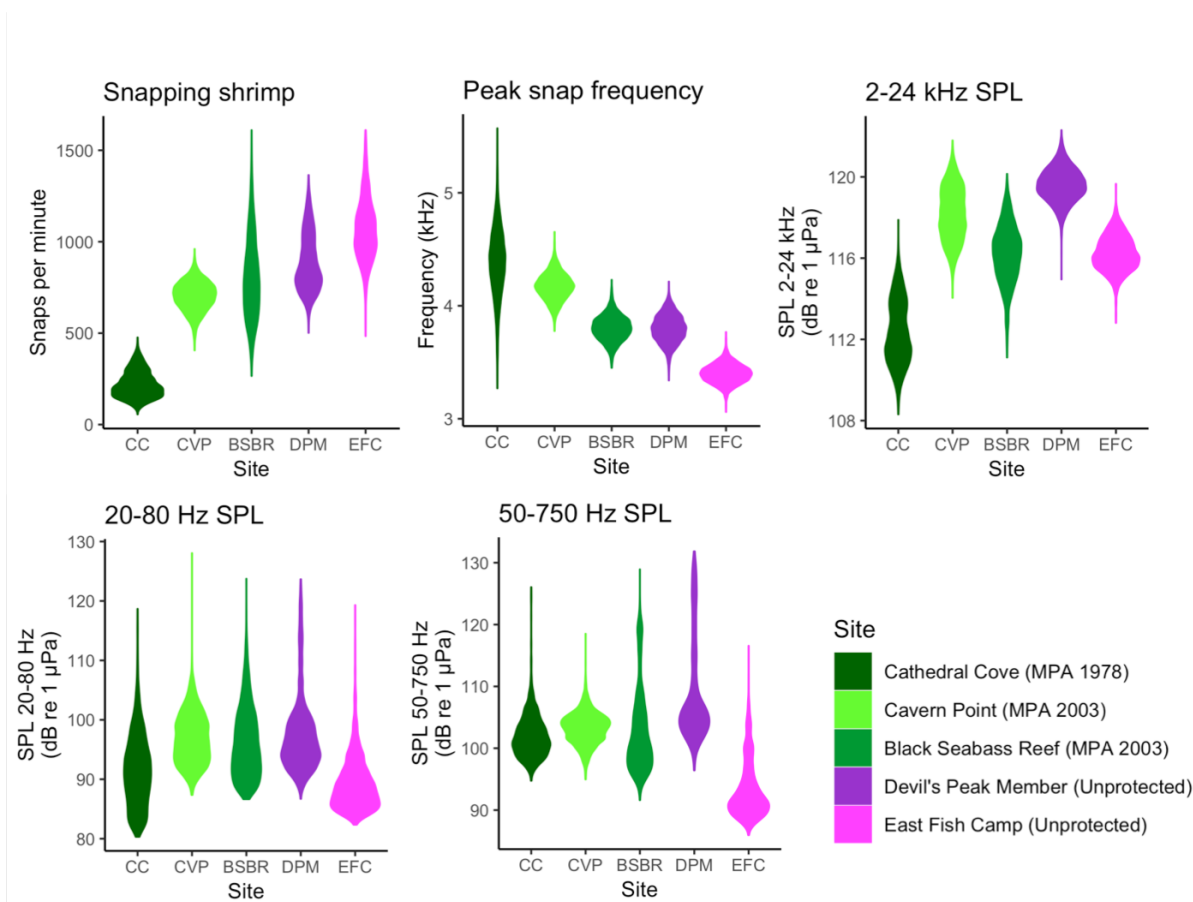 Snapping shrimp
Snaps per minute
1500
1000
500
0
CC CVP BSBR DPM EFC
Site
Peak snap frequency
Frequency (kHz)
5
4
3
CC CVP BSBR DPM EFC
Site
2-24 kHz SPL
SPL 2-24 kHz
(dB re 1 µPa)
120
116
112
108
CC CVP BSBR DPM EFC
Site
20-80 Hz SPL
SPL 20-80 Hz
(dB re 1 µPa)
130
120
110
100
90
80
CC CVP BSBR DPM EFC
Site
50-750 Hz SPL
SPL 50-750 Hz
(dB re 1 µPa)
130
120
110
100
90
CC CVP BSBR DPM EFC
Site
Site
Cathedral Cove (MPA 1978)
Cavern Point (MPA 2003)
Black Seabass Reef (MPA 2003)
Devil's Peak Member (Unprotected)
East Fish Camp (Unprotected)